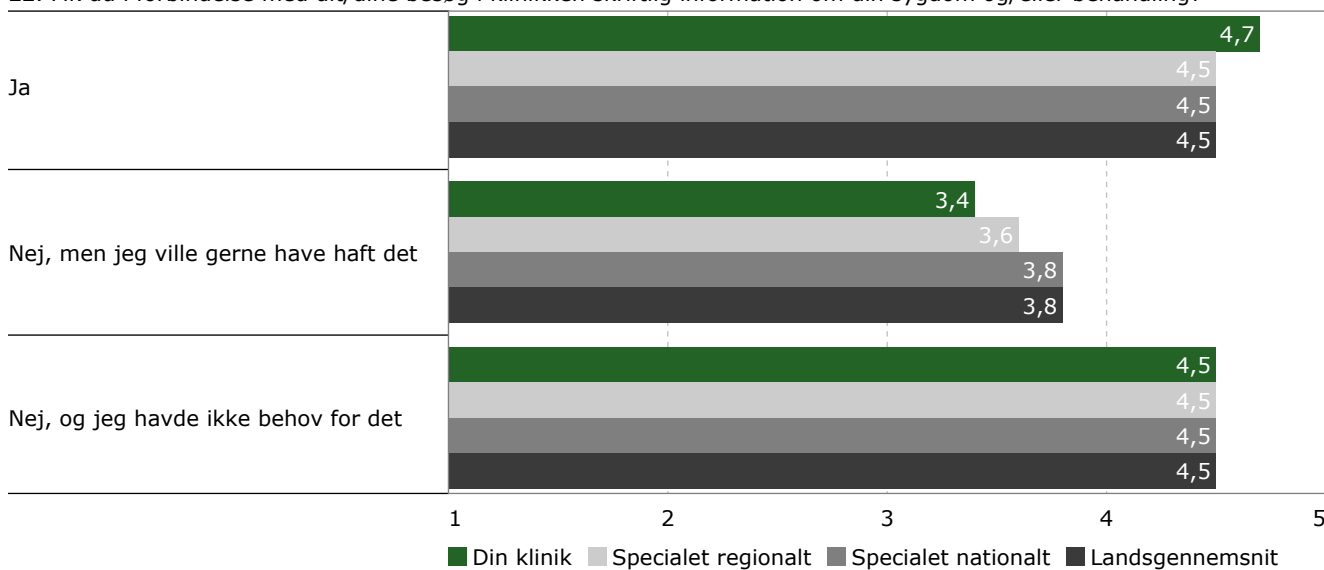 Ja
4,7
4,5
4,5
4,5
Nej, men jeg ville gerne have haft det
3,4
3,6
3,8
3,8
Nej, og jeg havde ikke behov for det
4,5
4,5
4,5
4,5
1 2 3 4 5
Din klinik Specialet regionalt Specialet nationalt Landsgennemsnit